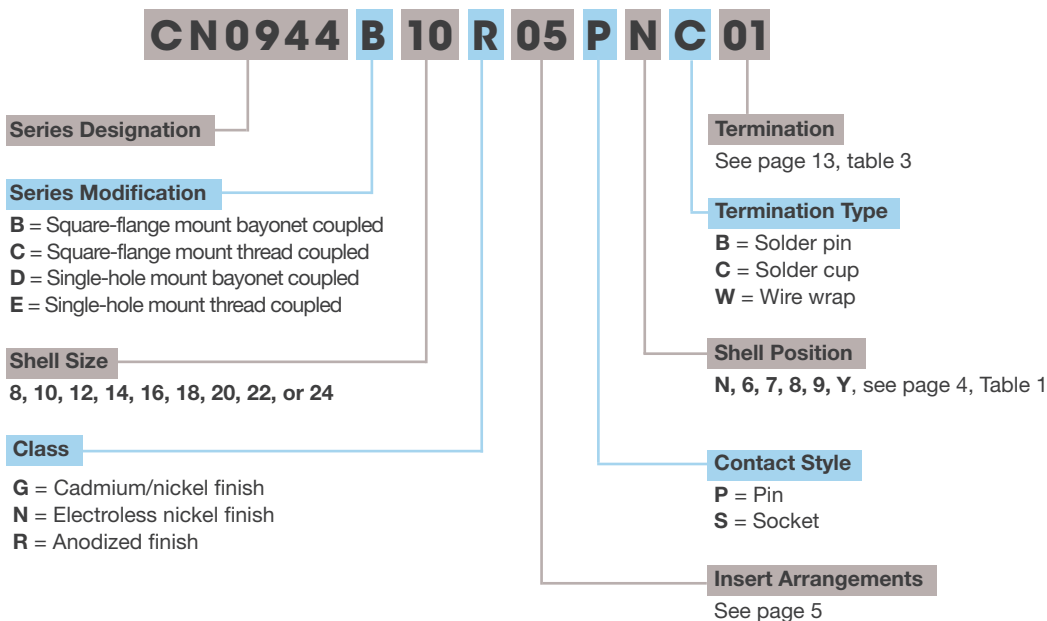 CN0944 B 10 R 05 P N C 01
Series Designation
Series Modification
B = Square-flange mount bayonet coupled
C = Square-flange mount thread coupled
D = Single-hole mount bayonet coupled
E = Single-hole mount thread coupled
Shell Size
8, 10, 12, 14, 16, 18, 20, 22, or 24
Class
G = Cadmium/nickel finish
N = Electroless nickel finish
R = Anodized finish
Termination
See page 13, table 3
Termination Type
B = Solder pin
C = Solder cup
W = Wire wrap
Shell Position
N, 6, 7, 8, 9, Y, see page 4, Table 1
Contact Style
P = Pin
S = Socket
Insert Arrangements
See page 5